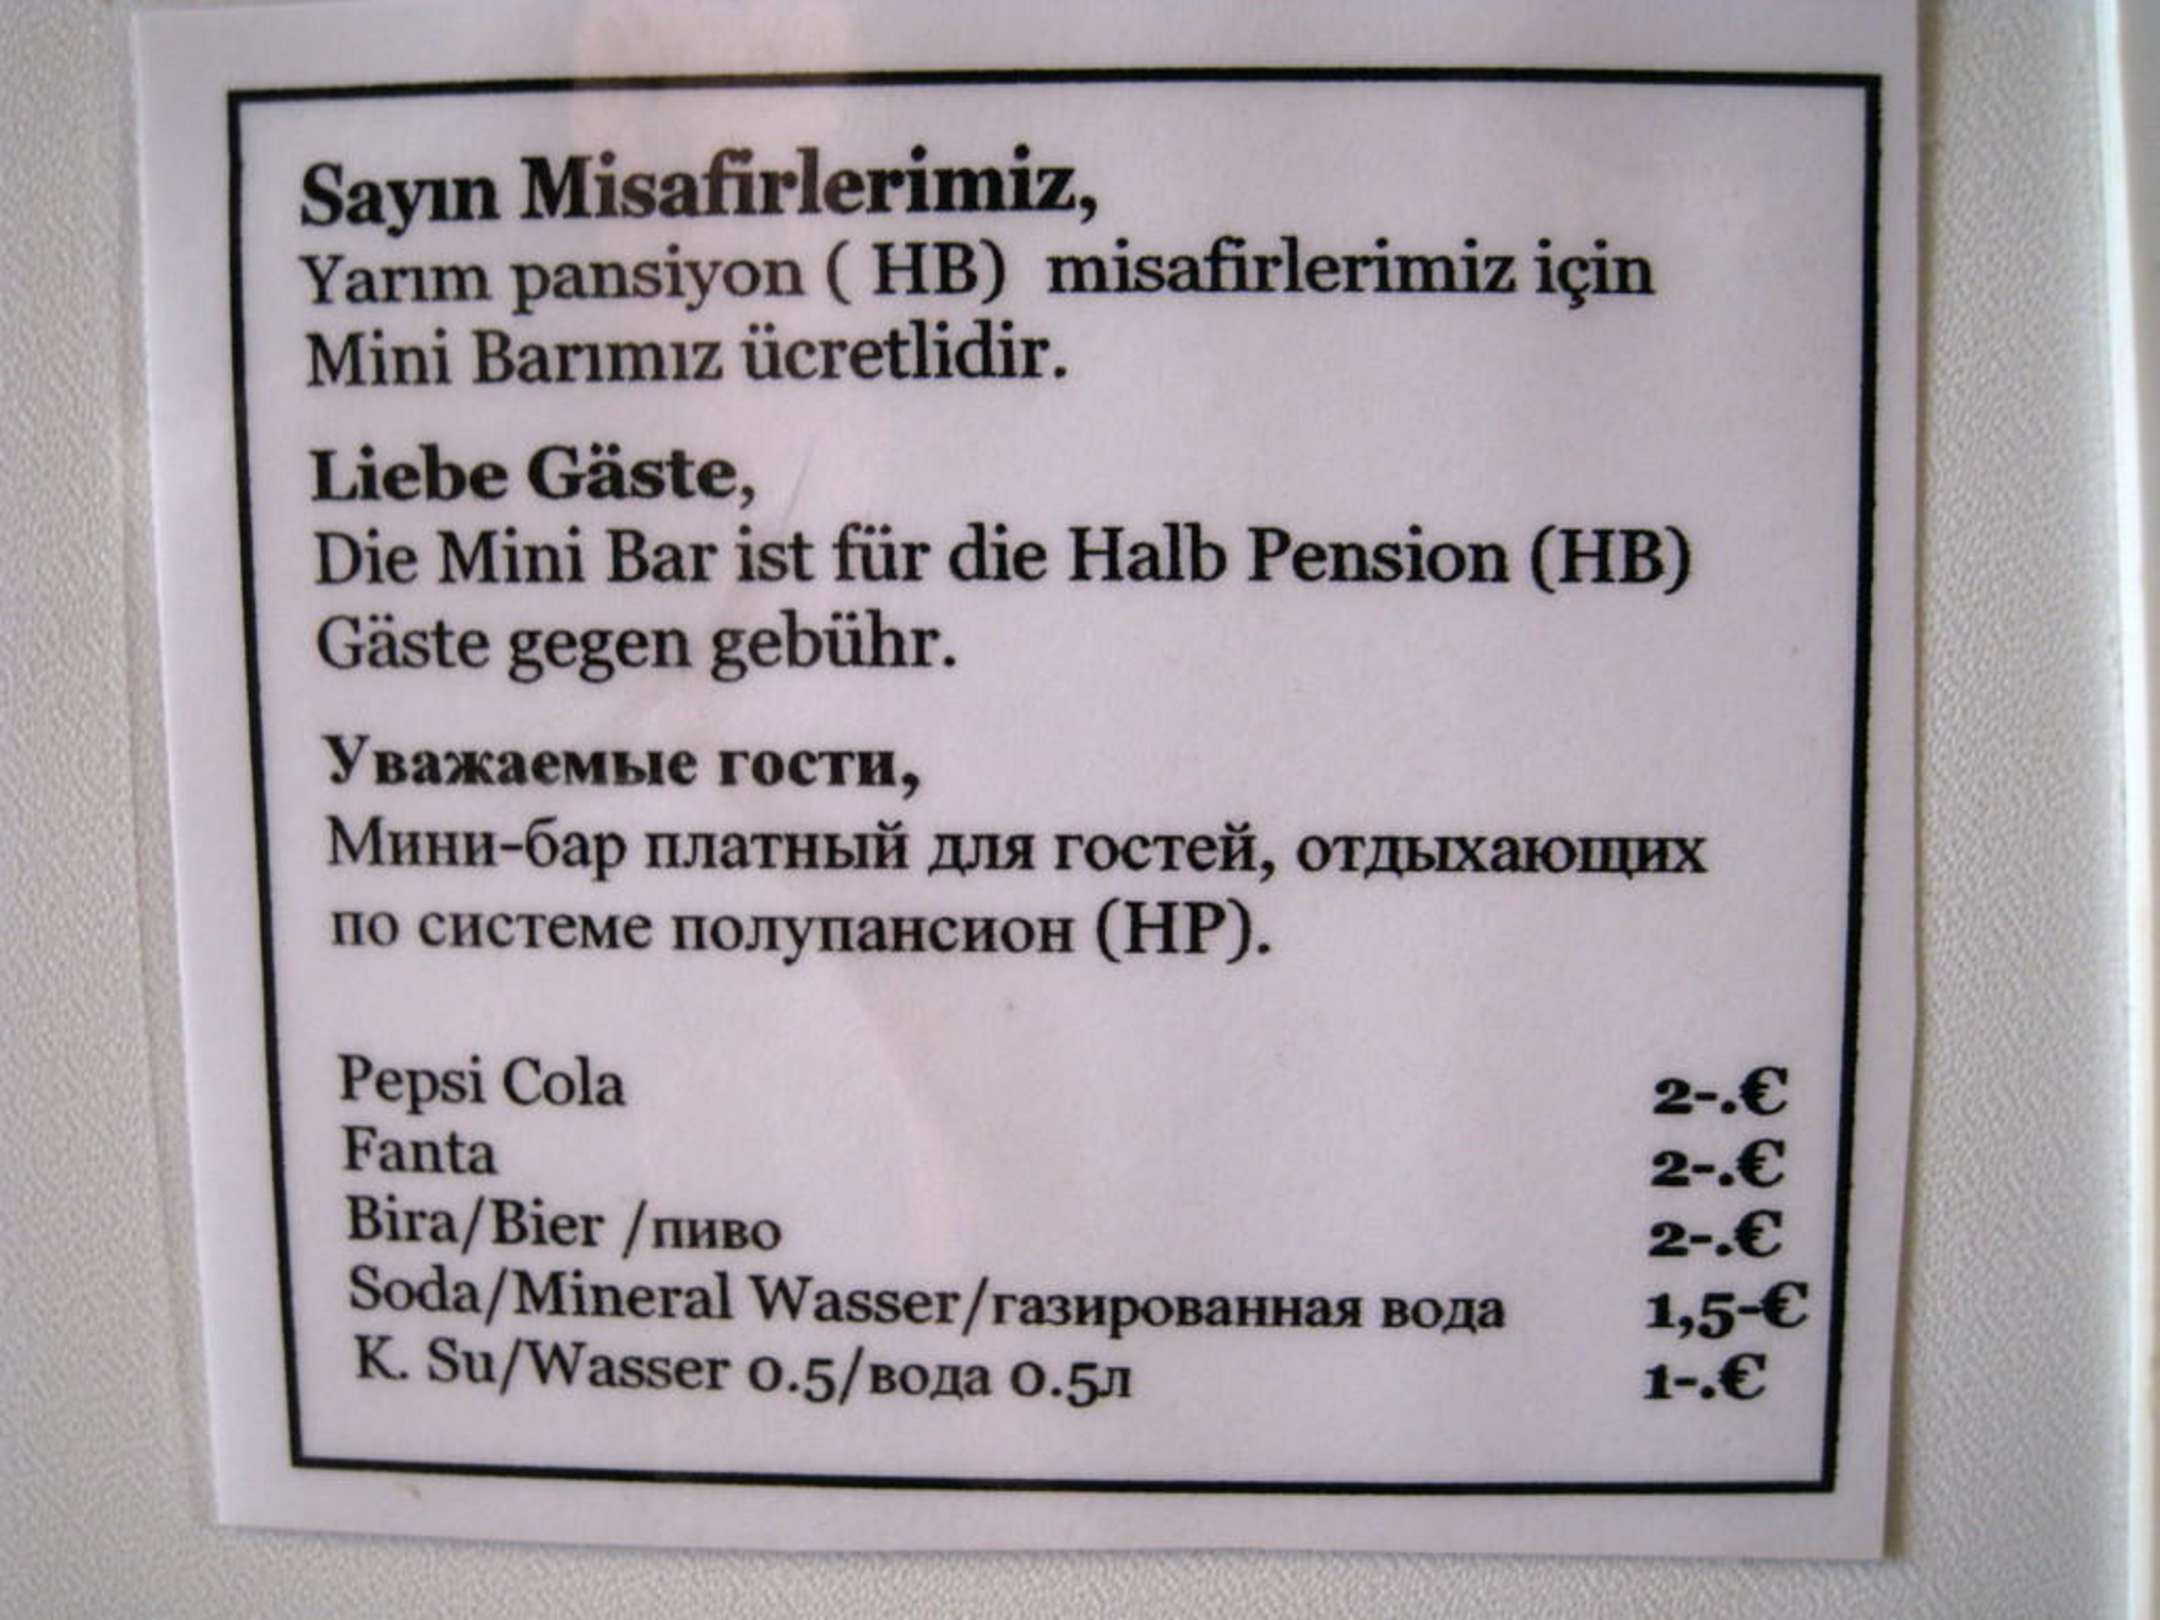 Sayın Misafirlerimiz,
Yarım pansiyon ( HB) misafirlerimiz için
Mini Barımız ücretlidir.
Liebe Gäste,
Die Mini Bar ist für die Halb Pension (HB)
Gäste gegen gebühr.
Уважаемые гости,
Мини-бар платный для гостей, отдыхающих
по системе полупансион (HP).
Pepsi Cola 2-.€
Fanta 2-.€
Bira/Bier /пиво 2-.€
Soda/Mineral Wasser/газированная вода 1,5-€
K. Su/Wasser 0.5/вода 0.5л 1-.€